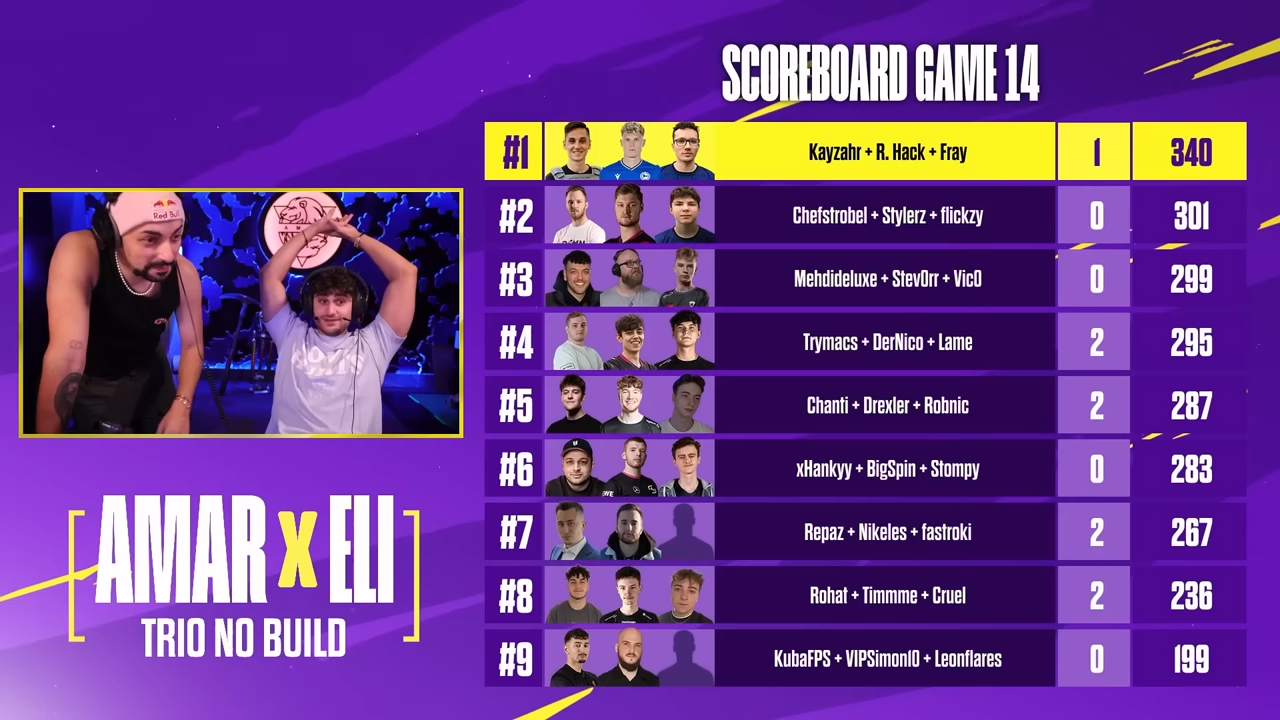 SCOREBOARD GAME 14
#1 Kayzahr + R. Hack + Fray 1 340
#2 Chefstrobel + Stylerz + flickzy 0 301
#3 Mehdideluxe + Stev0rr + Vic0 0 299
#4 Trymacs + DerNico + Lame 2 295
#5 Chanti + Drexler + Robnic 2 287
#6 xHankyy + BigSpin + Stompy 0 283
#7 Repaz + Nikeles + fastroki 2 267
#8 Rohat + Timmme + Cruel 2 236
#9 KubaFPS + VIPSimon10 + Leonflares 0 199
Red Bull
AMAR X ELI
TRIO NO BUILD